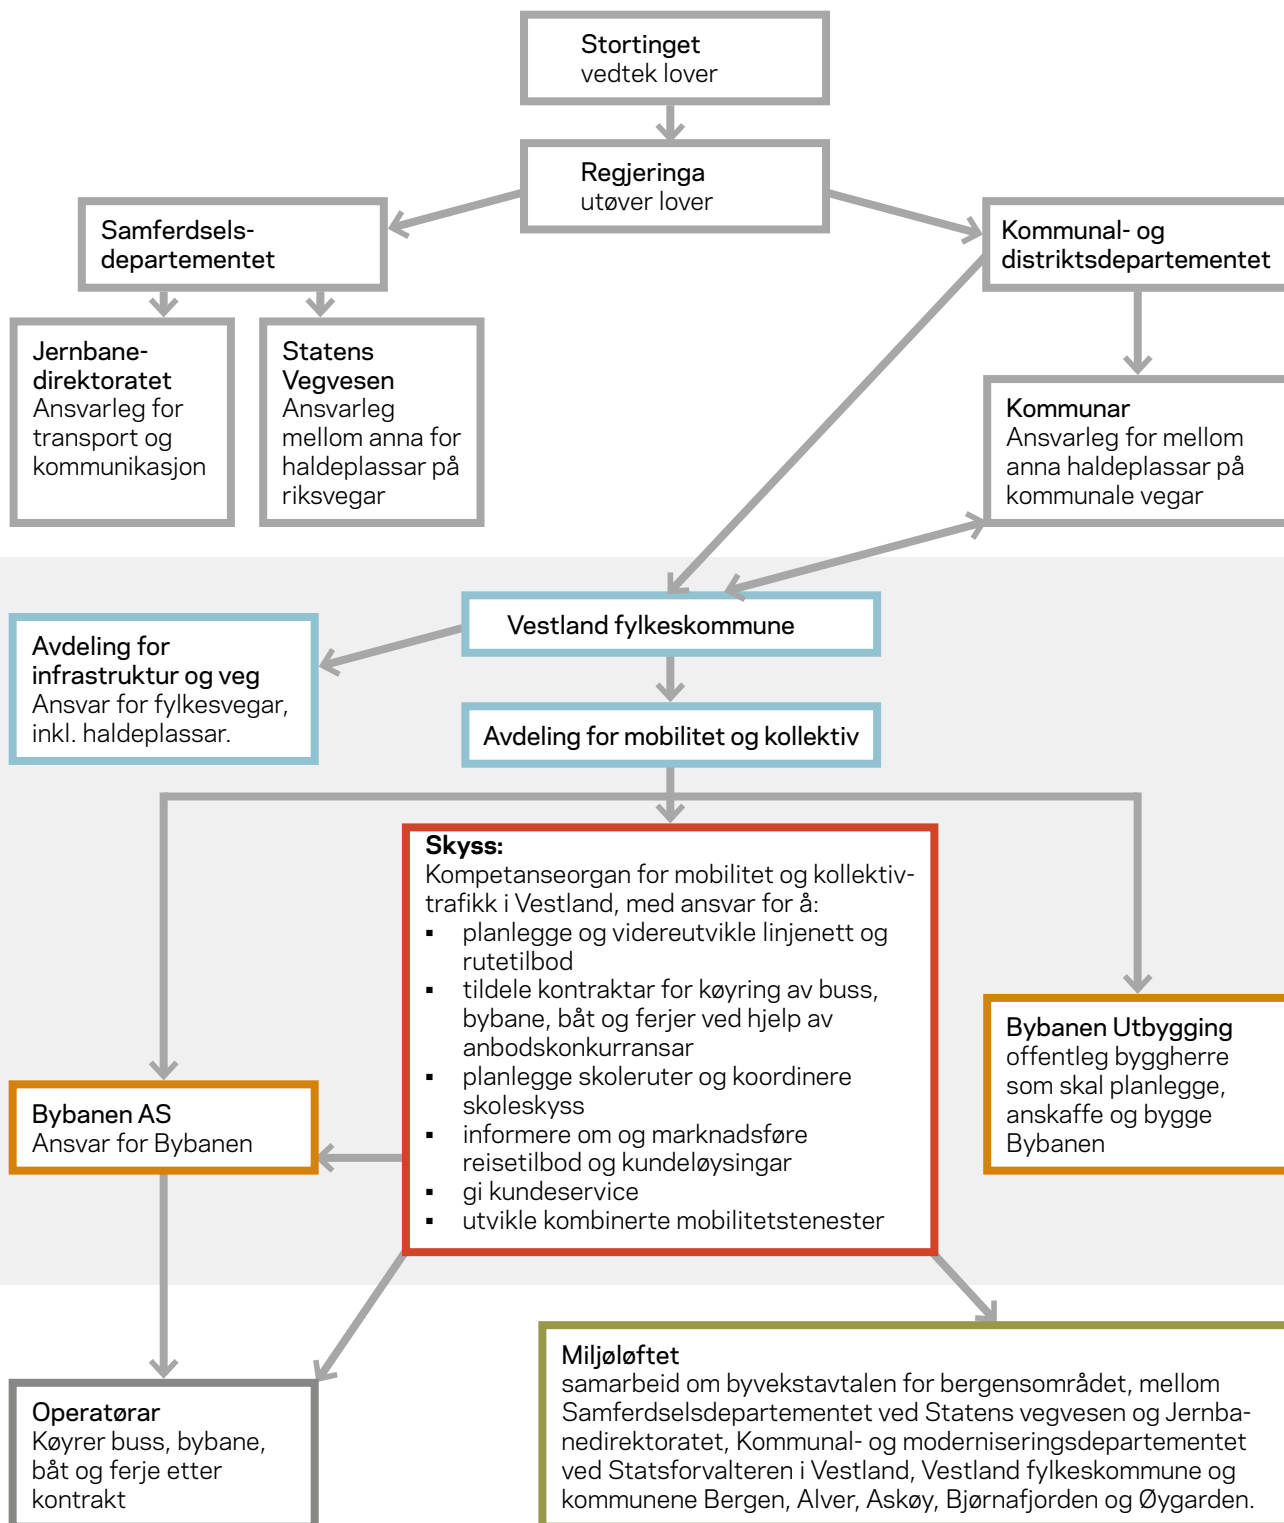 Stortinget
vedtek lover
Regjeringa
utøver lover
Samferdsels-
departementet
Kommunal- og
distriktsdepartementet
Jernbane-
direktoratet
Ansvarleg for
transport og
kommunikasjon
Statens
Vegvesen
Ansvarleg
mellom anna for
haldeplassar på
riksvegar
Kommunar
Ansvarleg for mellom
anna haldeplassar på
kommunale vegar
Vestland fylkeskommune
Avdeling for
infrastruktur og veg
Ansvar for fylkesvegar,
inkl. haldeplassar.
Avdeling for mobilitet og kollektiv
Skyss:
Kompetanseorgan for mobilitet og kollektiv-
trafikk i Vestland, med ansvar for å:
▪ planlegge og videreutvikle linjenett og
rutetilbod
▪ tildele kontraktar for køyring av buss,
bybane, båt og ferjer ved hjelp av
anbodskonkurransar
▪ planlegge skoleruter og koordinere
skoleskyss
▪ informere om og marknadsføre
reisetilbod og kundeløysingar
▪ gi kundeservice
▪ utvikle kombinerte mobilitetstenester
Bybanen AS
Ansvar for Bybanen
Bybanen Utbygging
offentleg byggherre
som skal planlegge,
anskaffe og bygge
Bybanen
Operatørar
Køyrer buss, bybane,
båt og ferje etter
kontrakt
Miljøløftet
samarbeid om byvekstavtalen for bergensområdet, mellom
Samferdselsdepartementet ved Statens vegvesen og Jernba-
nedirektoratet, Kommunal- og moderniseringsdepartementet
ved Statsforvalteren i Vestland, Vestland fylkeskommune og
kommunene Bergen, Alver, Askøy, Bjørnafjorden og Øygarden.